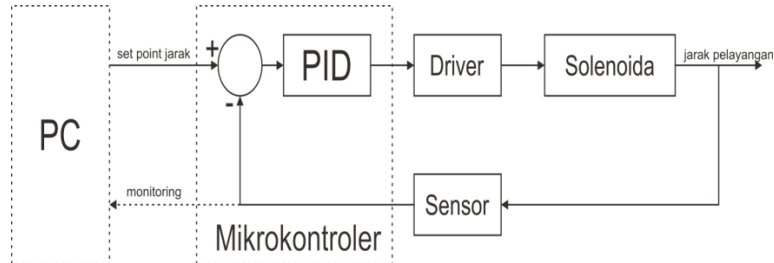 PC
set point jarak
+
-
PID
Driver
Solenoida
jarak pelayangan
monitoring
Sensor
Mikrokontroler